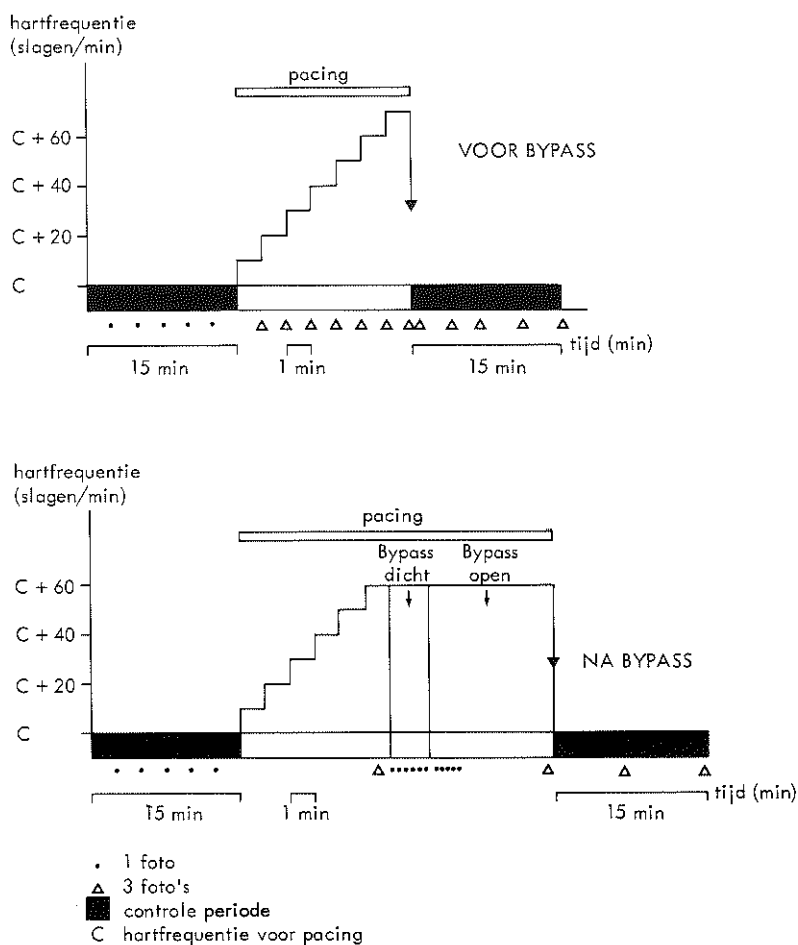 hartfrequentie
(slagen/min)
pacing
C + 60
VOOR BYPASS
C + 40
C + 20
C
tijd (min)
15 min
1 min
15 min
hartfrequentie
(slagen/min)
pacing
Bypass
dicht
Bypass
open
C + 60
C + 40
NA BYPASS
C + 20
C
tijd (min)
15 min
1 min
15 min
1 foto
3 foto's
controle periode
C hartfrequentie voor pacing